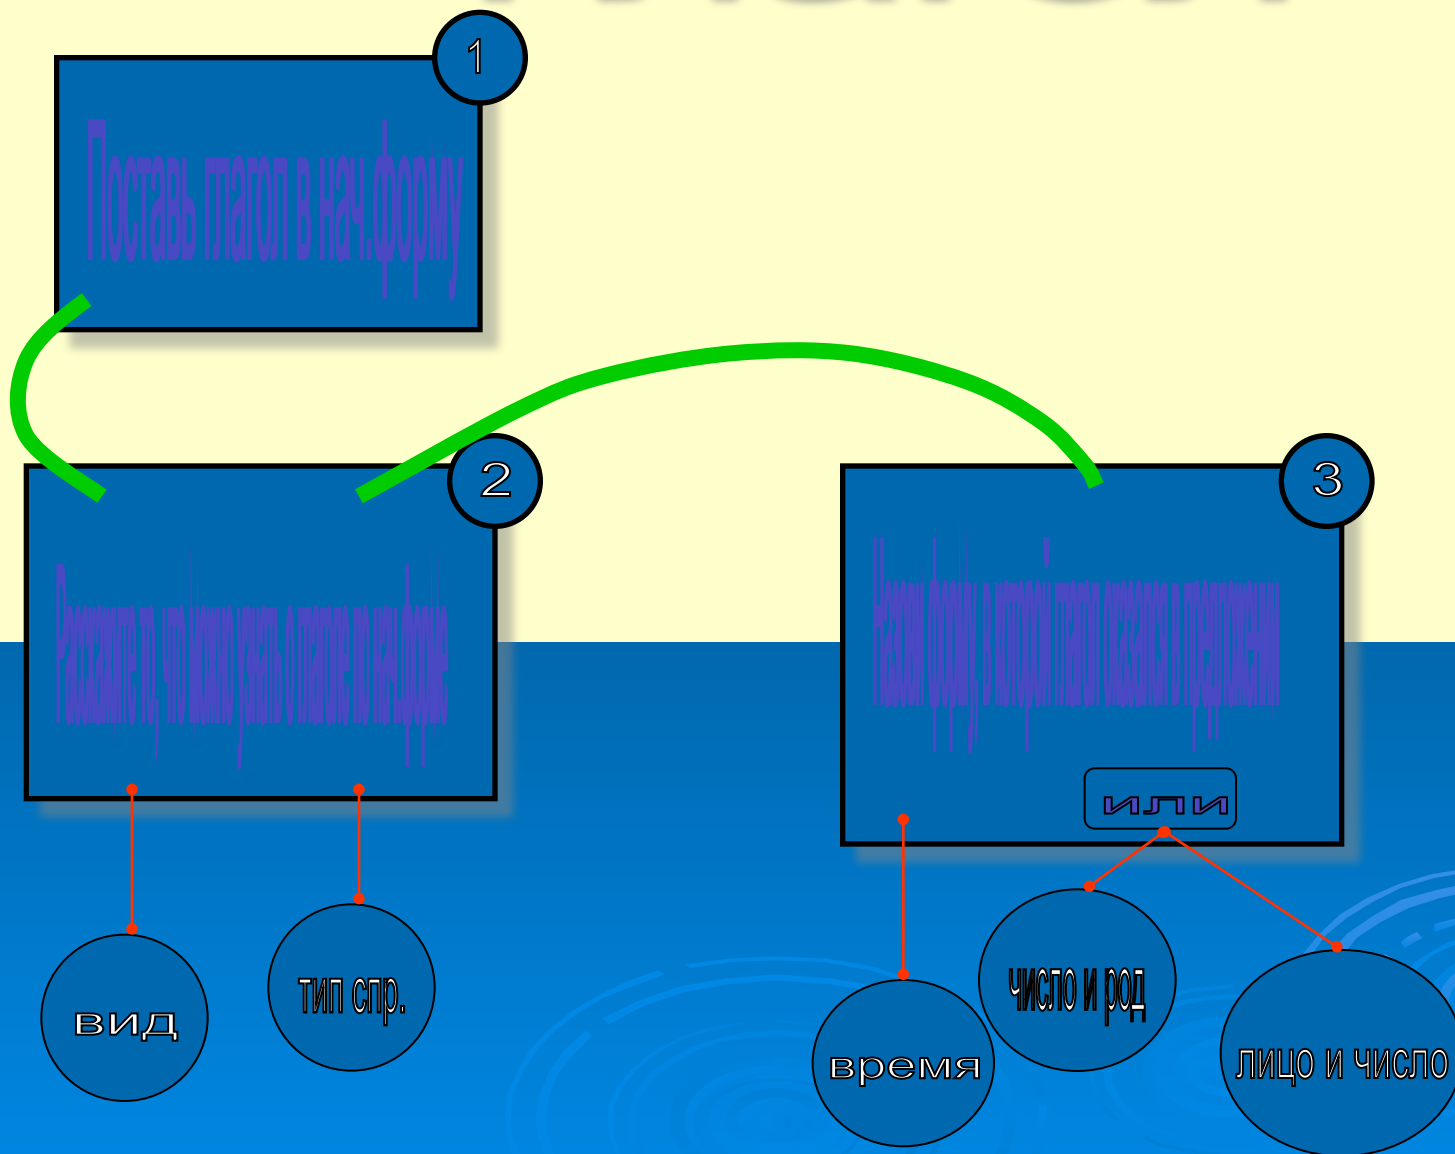 1
Поставь глагол в нач.форму
2
Расскажите то, что можно узнать о глаголе по нач.форме
3
Назови форму, в которой глагол оказался в предложении
или
вид
тип спр.
время
число и род
лицо и число